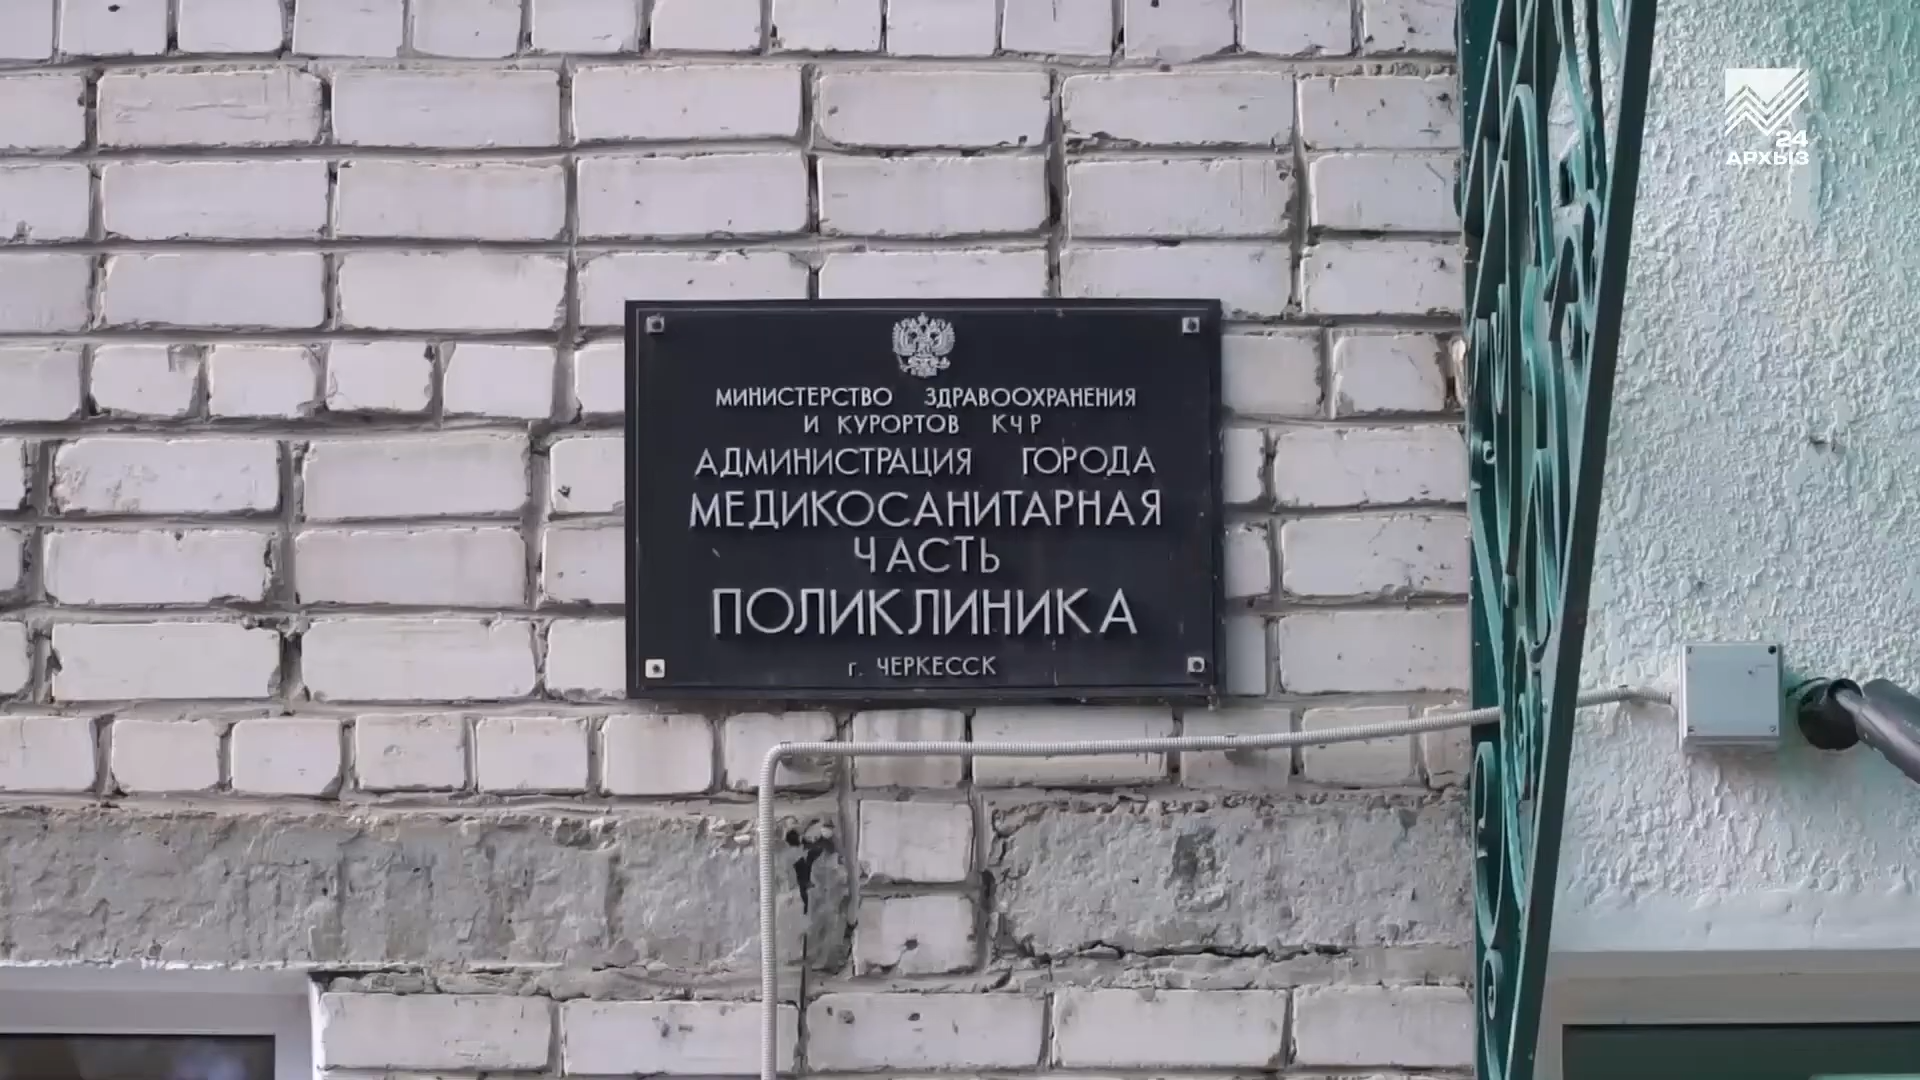 24
АРХЫЗ
МИНИСТЕРСТВО ЗДРАВООХРАНЕНИЯ
И КУРОРТОВ КЧР
АДМИНИСТРАЦИЯ ГОРОДА
МЕДИКОСАНИТАРНАЯ
ЧАСТЬ
ПОЛИКЛИНИКА
г. ЧЕРКЕССК